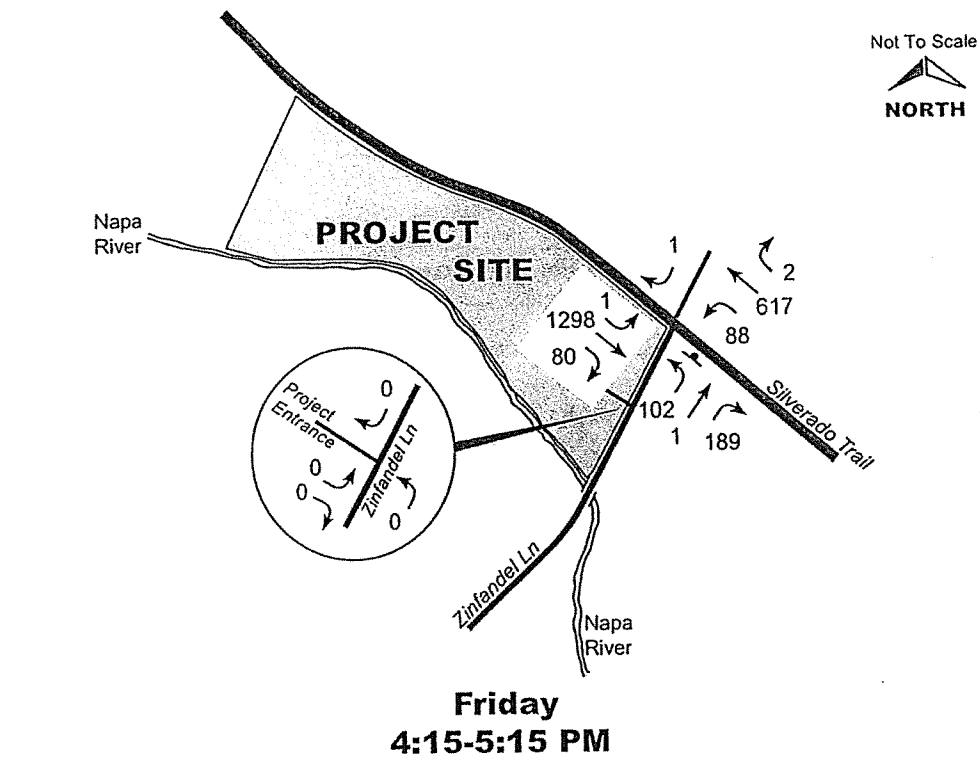 Not To Scale
NORTH
Napa
River
PROJECT
SITE
1
2
617
88
1
1298
80
102
1
189
Silverado Trail
Project
Entrance
0
0
0
0
Zinfandel Ln
Zinfandel Ln
Napa
River
Friday
4:15-5:15 PM